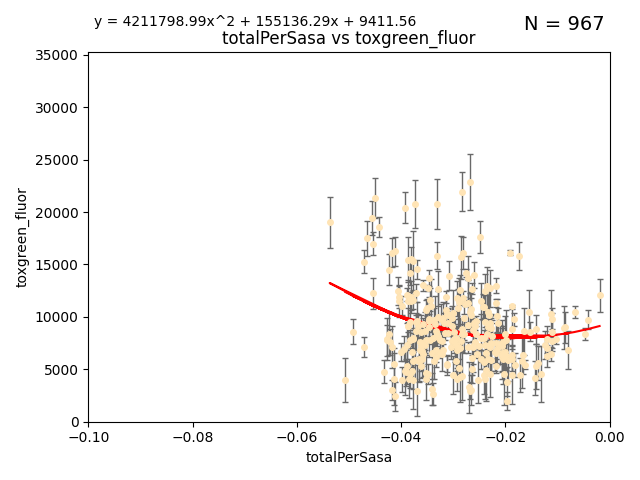 y = 4211798.99x^2 + 155136.29x + 9411.56
N = 967
totalPerSasa vs toxgreen_fluor
35000
30000
25000
20000
15000
10000
5000
0
toxgreen_fluor
−0.10
−0.08
−0.06
−0.04
−0.02
0.00
totalPerSasa